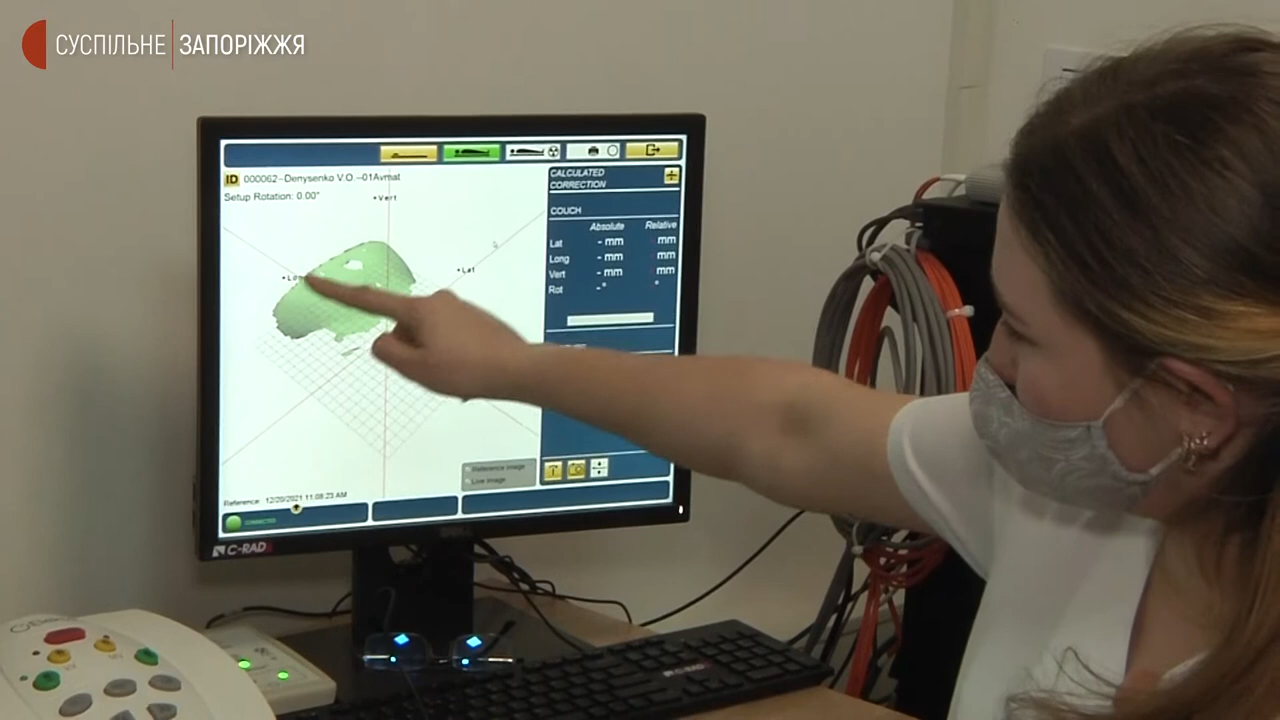 СУСПІЛЬНЕ ЗАПОРІЖЖЯ
ID 000062--Denysenko V.O.--01Avmat
Setup Rotation: 0.00°
Vert
Lat
CALCULATED
CORRECTION
COUCH
Absolute Relative
Lat - mm mm
Long - mm mm
Vert - mm mm
Rot -° °
Reference Image
Live Image
Reference: 12/20/2021 11:08:23 AM
CONNECTED
C-RAD
C-RAD